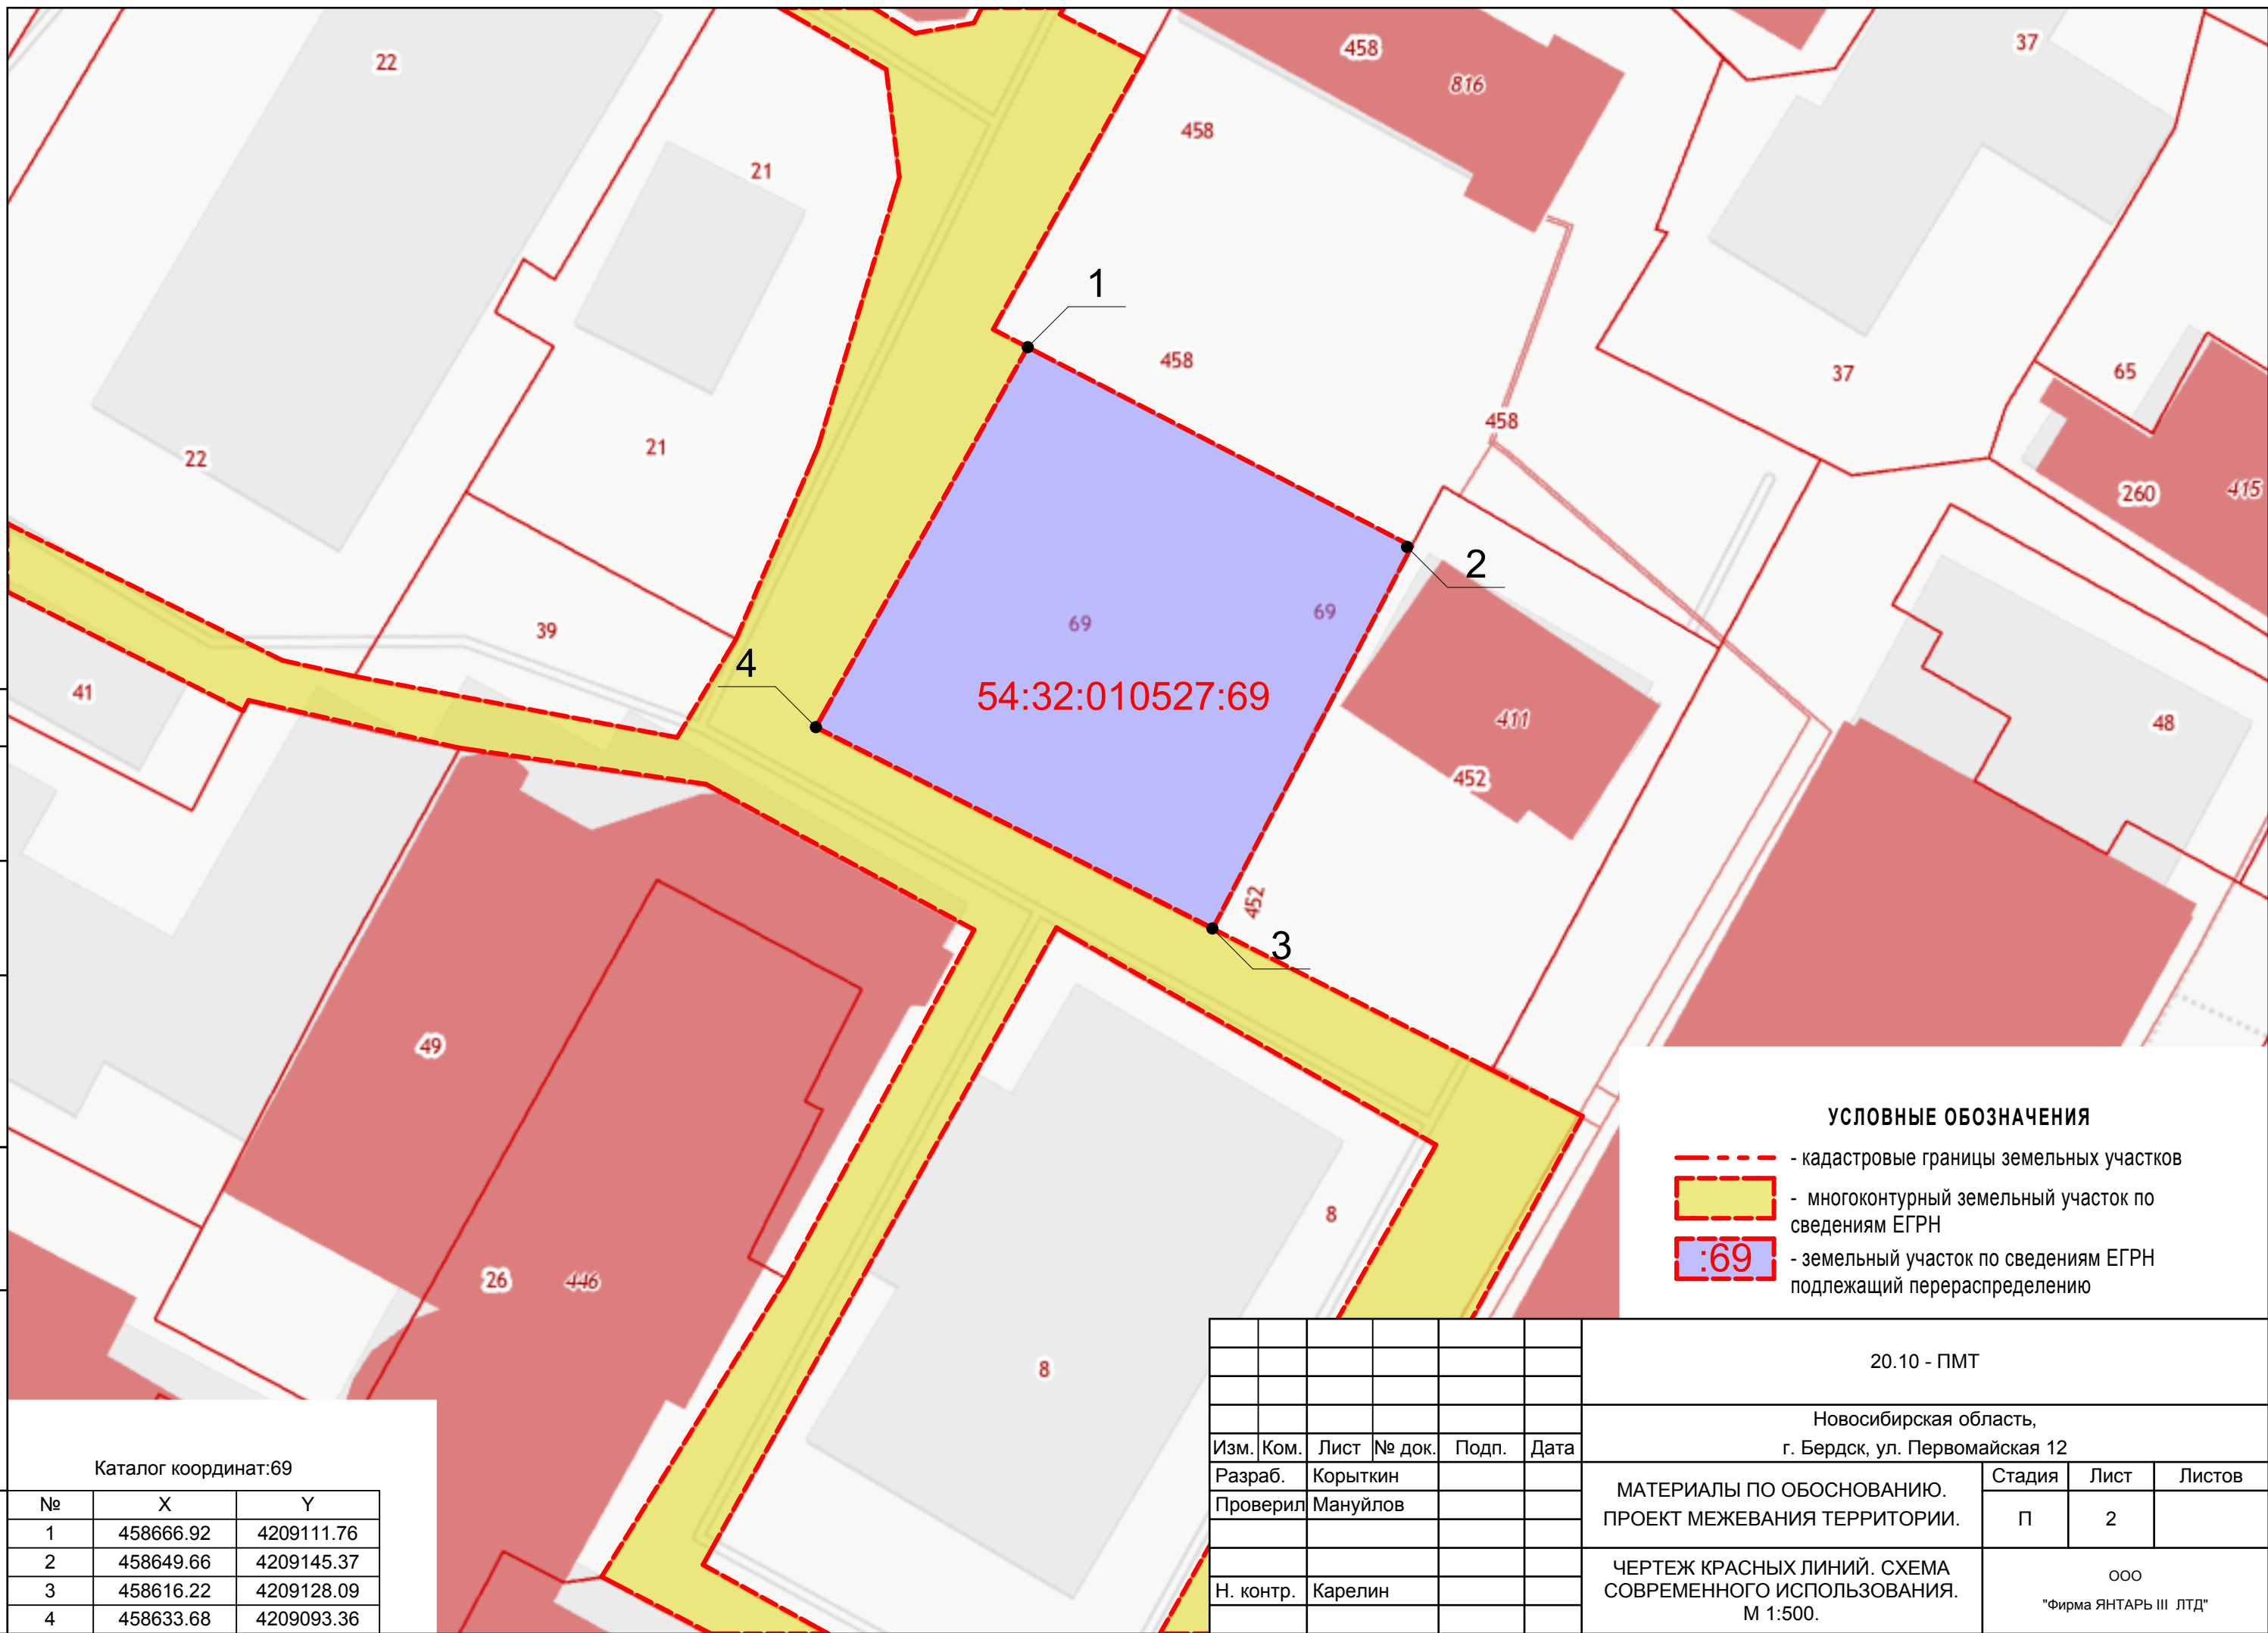 22
458
816
37
458
21
1
458
37
65
458
21
22
260
415
2
69
69
39
4
41
54:32:010527:69
411
48
452
452
3
49
УСЛОВНЫЕ ОБОЗНАЧЕНИЯ
- кадастровые границы земельных участков
- многоконтурный земельный участок по
сведениям ЕГРН
8
:69
- земельный участок по сведениям ЕГРН
подлежащий перераспределению
26
446
8
Каталог координат:69
№ X Y
1 458666.92 4209111.76
2 458649.66 4209145.37
3 458616.22 4209128.09
4 458633.68 4209093.36
20.10 - ПМТ
Новосибирская область,
г. Бердск, ул. Первомайская 12
Изм. Ком. Лист № док. Подп. Дата
Разраб. Корыткин
Проверил Мануйлов
Н. контр. Карелин
МАТЕРИАЛЫ ПО ОБОСНОВАНИЮ.
ПРОЕКТ МЕЖЕВАНИЯ ТЕРРИТОРИИ.
Стадия Лист Листов
П 2
ЧЕРТЕЖ КРАСНЫХ ЛИНИЙ. СХЕМА
СОВРЕМЕННОГО ИСПОЛЬЗОВАНИЯ.
М 1:500.
ООО
"Фирма ЯНТАРЬ III ЛТД"